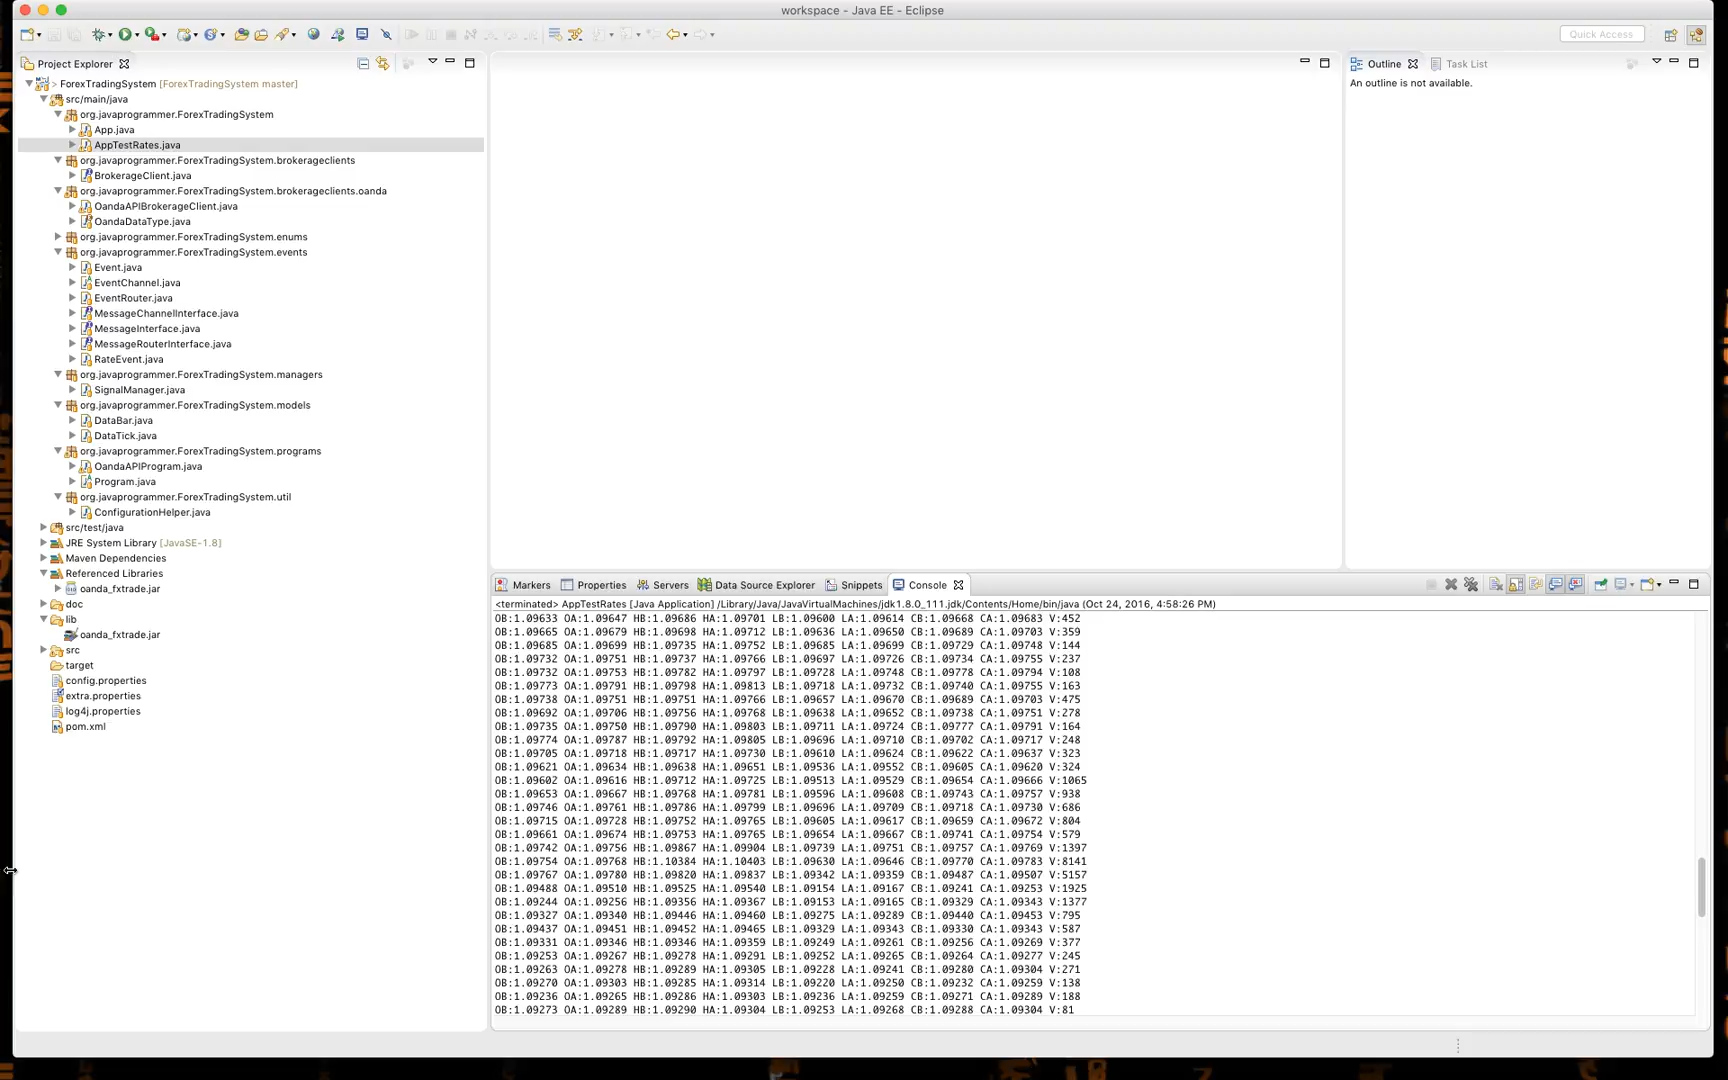 workspace - Java EE - Eclipse
Quick Access
Project Explorer
ForexTradingSystem [ForexTradingSystem master]
src/main/java
org.javaprogrammer.ForexTradingSystem
App.java
AppTestRates.java
org.javaprogrammer.ForexTradingSystem.brokerageclients
BrokerageClient.java
org.javaprogrammer.ForexTradingSystem.brokerageclients.oanda
OandaAPIBrokerageClient.java
OandaDataType.java
org.javaprogrammer.ForexTradingSystem.enums
org.javaprogrammer.ForexTradingSystem.events
Event.java
EventChannel.java
EventRouter.java
MessageChannelInterface.java
MessageInterface.java
MessageRouterInterface.java
RateEvent.java
org.javaprogrammer.ForexTradingSystem.managers
SignalManager.java
org.javaprogrammer.ForexTradingSystem.models
DataBar.java
DataTick.java
org.javaprogrammer.ForexTradingSystem.programs
OandaAPIProgram.java
Program.java
org.javaprogrammer.ForexTradingSystem.util
ConfigurationHelper.java
src/test/java
JRE System Library [JavaSE-1.8]
Maven Dependencies
Referenced Libraries
oanda_fxtrade.jar
doc
lib
oanda_fxtrade.jar
src
target
config.properties
extra.properties
log4j.properties
pom.xml
Outline Task List
An outline is not available.
Markers Properties Servers Data Source Explorer Snippets Console
<terminated> AppTestRates [Java Application] /Library/Java/JavaVirtualMachines/jdk1.8.0_111.jdk/Contents/Home/bin/java (Oct 24, 2016, 4:58:26 PM)
OB:1.09633 OA:1.09647 HB:1.09686 HA:1.09701 LB:1.09600 LA:1.09614 CB:1.09668 CA:1.09683 V:452
OB:1.09665 OA:1.09679 HB:1.09698 HA:1.09712 LB:1.09636 LA:1.09650 CB:1.09689 CA:1.09703 V:359
OB:1.09685 OA:1.09699 HB:1.09735 HA:1.09752 LB:1.09685 LA:1.09699 CB:1.09729 CA:1.09748 V:144
OB:1.09732 OA:1.09751 HB:1.09737 HA:1.09766 LB:1.09697 LA:1.09726 CB:1.09734 CA:1.09755 V:237
OB:1.09732 OA:1.09753 HB:1.09782 HA:1.09797 LB:1.09728 LA:1.09748 CB:1.09778 CA:1.09794 V:108
OB:1.09773 OA:1.09791 HB:1.09798 HA:1.09813 LB:1.09718 LA:1.09732 CB:1.09740 CA:1.09755 V:163
OB:1.09738 OA:1.09751 HB:1.09751 HA:1.09766 LB:1.09657 LA:1.09670 CB:1.09689 CA:1.09703 V:475
OB:1.09692 OA:1.09706 HB:1.09756 HA:1.09768 LB:1.09638 LA:1.09652 CB:1.09738 CA:1.09751 V:278
OB:1.09735 OA:1.09750 HB:1.09790 HA:1.09803 LB:1.09711 LA:1.09724 CB:1.09777 CA:1.09791 V:164
OB:1.09774 OA:1.09787 HB:1.09792 HA:1.09805 LB:1.09696 LA:1.09710 CB:1.09702 CA:1.09717 V:248
OB:1.09705 OA:1.09718 HB:1.09717 HA:1.09730 LB:1.09610 LA:1.09624 CB:1.09622 CA:1.09637 V:323
OB:1.09621 OA:1.09634 HB:1.09638 HA:1.09651 LB:1.09536 LA:1.09552 CB:1.09605 CA:1.09620 V:324
OB:1.09602 OA:1.09616 HB:1.09712 HA:1.09725 LB:1.09513 LA:1.09529 CB:1.09654 CA:1.09666 V:1065
OB:1.09653 OA:1.09667 HB:1.09768 HA:1.09781 LB:1.09596 LA:1.09608 CB:1.09743 CA:1.09757 V:938
OB:1.09746 OA:1.09761 HB:1.09786 HA:1.09799 LB:1.09696 LA:1.09709 CB:1.09718 CA:1.09730 V:686
OB:1.09715 OA:1.09728 HB:1.09752 HA:1.09765 LB:1.09605 LA:1.09617 CB:1.09659 CA:1.09672 V:804
OB:1.09661 OA:1.09674 HB:1.09753 HA:1.09765 LB:1.09654 LA:1.09667 CB:1.09741 CA:1.09754 V:579
OB:1.09742 OA:1.09756 HB:1.09867 HA:1.09904 LB:1.09739 LA:1.09751 CB:1.09757 CA:1.09769 V:1397
OB:1.09754 OA:1.09768 HB:1.10384 HA:1.10403 LB:1.09630 LA:1.09646 CB:1.09770 CA:1.09783 V:8141
OB:1.09767 OA:1.09780 HB:1.09820 HA:1.09837 LB:1.09342 LA:1.09359 CB:1.09487 CA:1.09507 V:5157
OB:1.09488 OA:1.09510 HB:1.09525 HA:1.09540 LB:1.09154 LA:1.09167 CB:1.09241 CA:1.09253 V:1925
OB:1.09244 OA:1.09256 HB:1.09356 HA:1.09367 LB:1.09153 LA:1.09165 CB:1.09329 CA:1.09343 V:1377
OB:1.09327 OA:1.09340 HB:1.09446 HA:1.09460 LB:1.09275 LA:1.09289 CB:1.09440 CA:1.09453 V:795
OB:1.09437 OA:1.09451 HB:1.09452 HA:1.09465 LB:1.09329 LA:1.09343 CB:1.09330 CA:1.09343 V:587
OB:1.09331 OA:1.09346 HB:1.09346 HA:1.09359 LB:1.09249 LA:1.09261 CB:1.09256 CA:1.09269 V:377
OB:1.09253 OA:1.09267 HB:1.09278 HA:1.09291 LB:1.09252 LA:1.09265 CB:1.09264 CA:1.09277 V:245
OB:1.09263 OA:1.09278 HB:1.09289 HA:1.09305 LB:1.09228 LA:1.09241 CB:1.09280 CA:1.09304 V:271
OB:1.09270 OA:1.09303 HB:1.09285 HA:1.09314 LB:1.09220 LA:1.09250 CB:1.09232 CA:1.09259 V:138
OB:1.09236 OA:1.09265 HB:1.09286 HA:1.09303 LB:1.09236 LA:1.09259 CB:1.09271 CA:1.09289 V:188
OB:1.09273 OA:1.09289 HB:1.09290 HA:1.09304 LB:1.09253 LA:1.09268 CB:1.09288 CA:1.09304 V:81